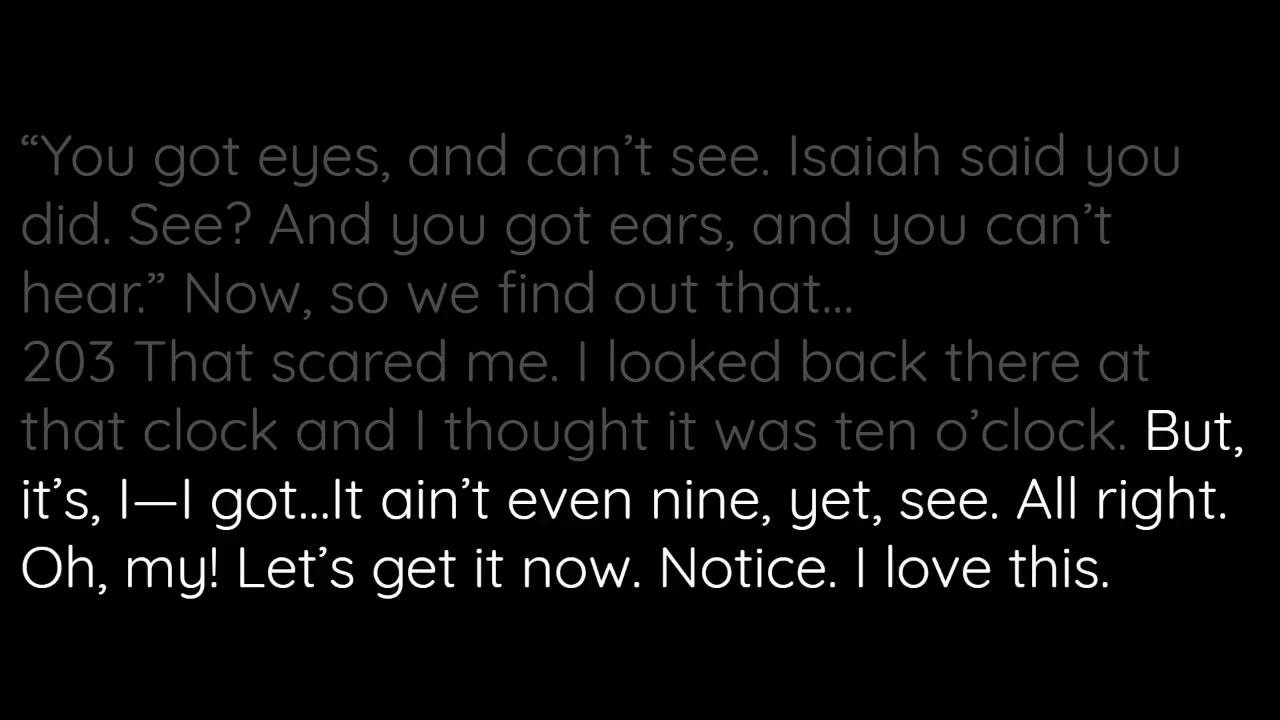 “You got eyes, and can’t see. Isaiah said you
did. See? And you got ears, and you can’t
hear.” Now, so we find out that…
203 That scared me. I looked back there at
that clock and I thought it was ten o’clock. But,
it’s, I—I got…It ain’t even nine, yet, see. All right.
Oh, my! Let’s get it now. Notice. I love this.